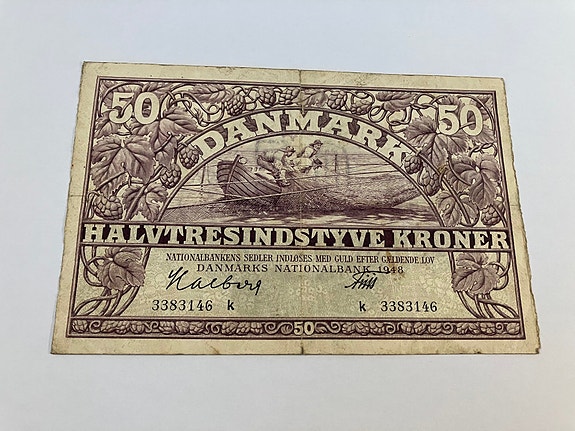 50 50
DANMARK
HALVTRESINDSTYVE KRONER
NATIONALBANKENS SEDLER INDLØSES MED GULD EFTER GÆLDENDE LOV
DANMARKS NATIONALBANK 1948
3383146 k k 3383146
50